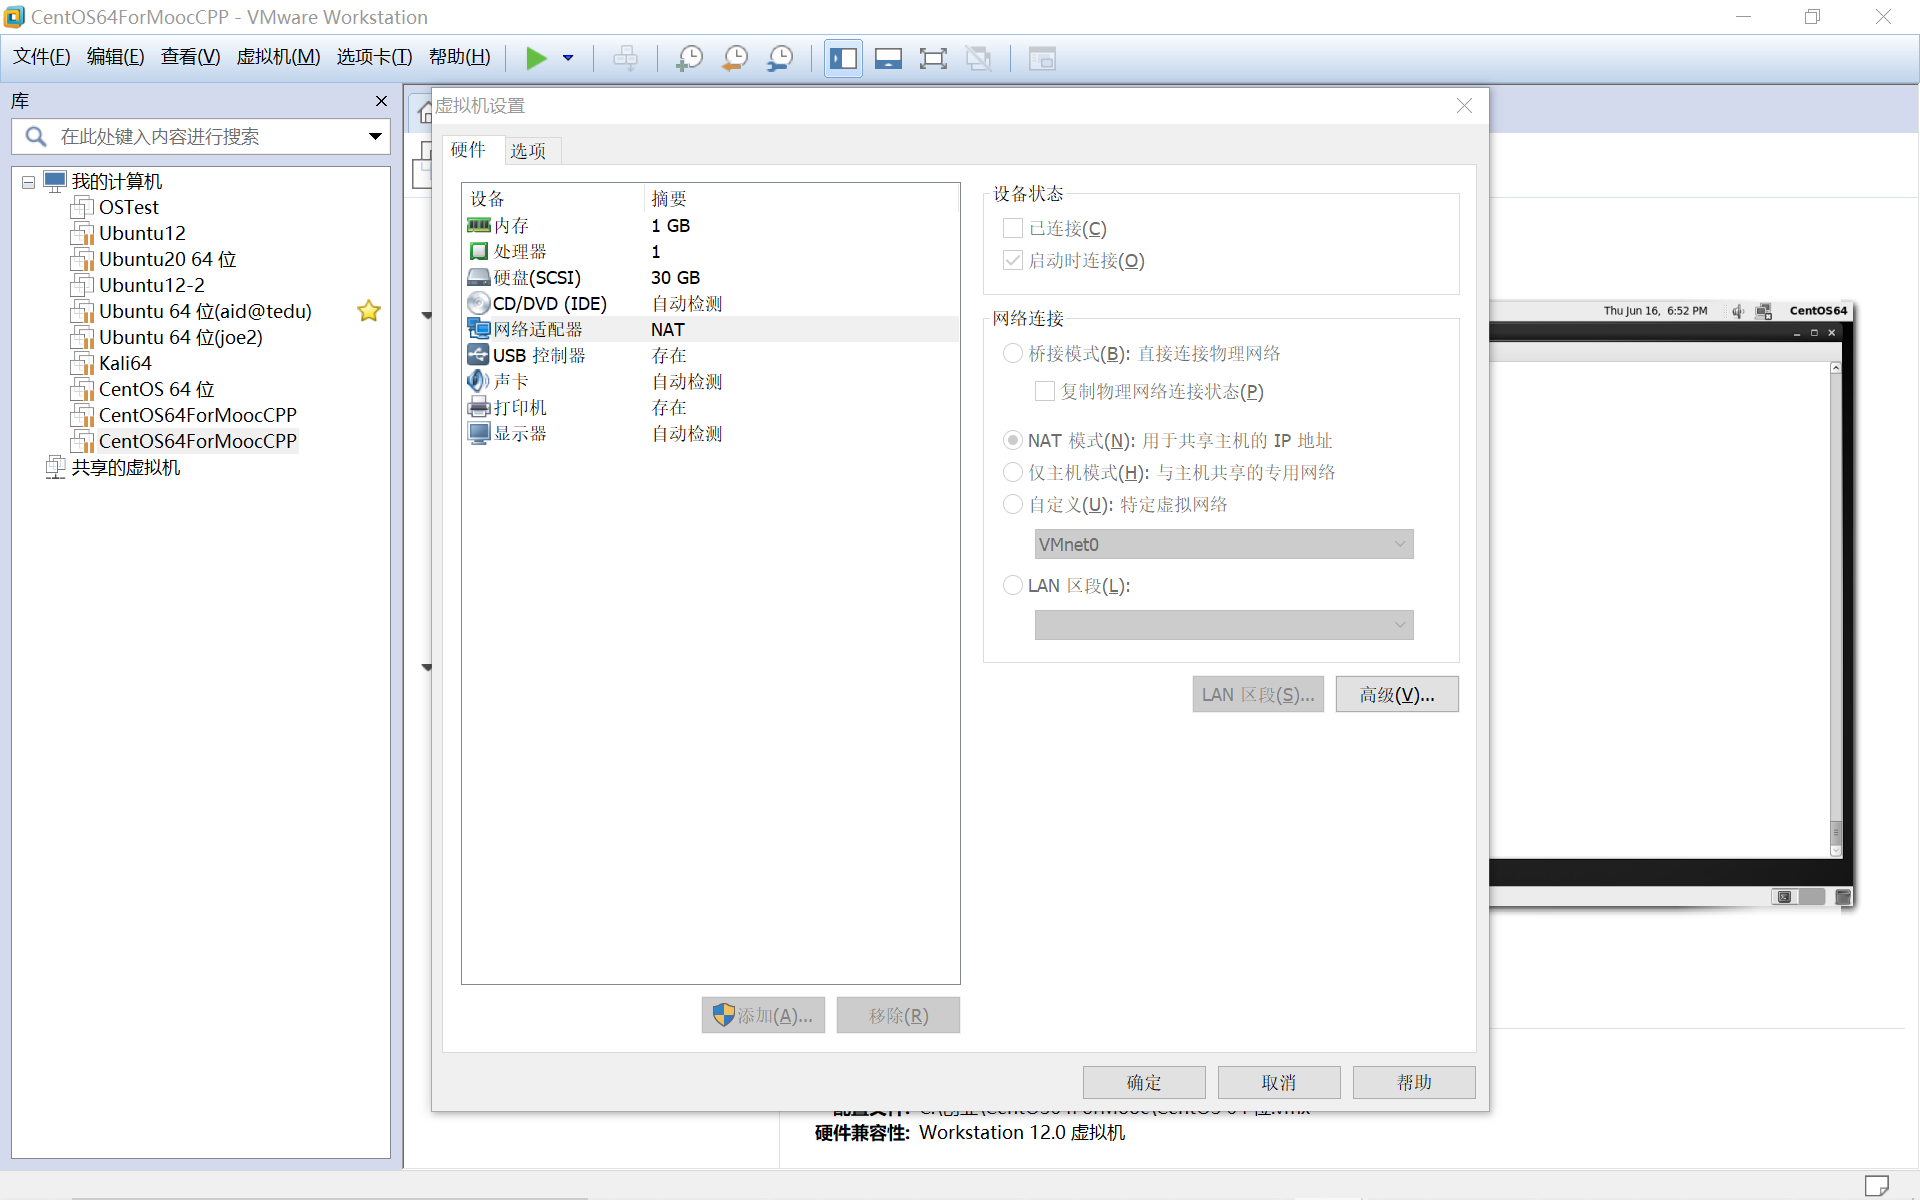 CentOS64ForMoocCPP - VMware Workstation
文件(F) 编辑(E) 查看(V) 虚拟机(M) 选项卡(T) 帮助(H)
库
在此处键入内容进行搜索
我的计算机
OSTest
Ubuntu12
Ubuntu20 64 位
Ubuntu12-2
Ubuntu 64 位(aid@tedu)
Ubuntu 64 位(joe2)
Kali64
CentOS 64 位
CentOS64ForMoocCPP
CentOS64ForMoocCPP
共享的虚拟机
虚拟机设置
硬件 选项
设备 摘要
内存 1 GB
处理器 1
硬盘(SCSI) 30 GB
CD/DVD (IDE) 自动检测
网络适配器 NAT
USB 控制器 存在
声卡 自动检测
打印机 存在
显示器 自动检测
添加(A)... 移除(R)
设备状态
已连接(C)
启动时连接(O)
网络连接
桥接模式(B): 直接连接物理网络
复制物理网络连接状态(P)
NAT 模式(N): 用于共享主机的 IP 地址
仅主机模式(H): 与主机共享的专用网络
自定义(U): 特定虚拟网络
VMnet0
LAN 区段(L):
LAN 区段(S)... 高级(V)...
确定 取消 帮助
Thu Jun 16, 6:52 PM CentOS64
硬件兼容性: Workstation 12.0 虚拟机